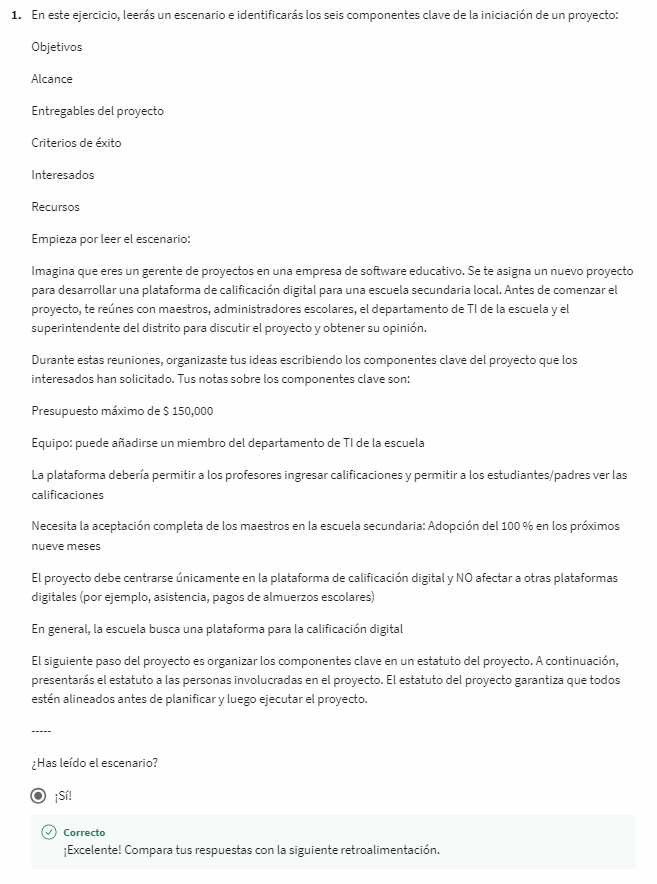 1. En este ejercicio, leerás un escenario e identificarás los seis componentes clave de la iniciación de un proyecto:
Objetivos
Alcance
Entregables del proyecto
Criterios de éxito
Interesados
Recursos
Empieza por leer el escenario:
Imagina que eres un gerente de proyectos en una empresa de software educativo. Se te asigna un nuevo proyecto
para desarrollar una plataforma de calificación digital para una escuela secundaria local. Antes de comenzar el
proyecto, te reúnes con maestros, administradores escolares, el departamento de TI de la escuela y el
superintendente del distrito para discutir el proyecto y obtener su opinión.
Durante estas reuniones, organizaste tus ideas escribiendo los componentes clave del proyecto que los
interesados han solicitado. Tus notas sobre los componentes clave son:
Presupuesto máximo de $ 150,000
Equipo: puede añadirse un miembro del departamento de TI de la escuela
La plataforma debería permitir a los profesores ingresar calificaciones y permitir a los estudiantes/padres ver las
calificaciones
Necesita la aceptación completa de los maestros en la escuela secundaria: Adopción del 100 % en los próximos
nueve meses
El proyecto debe centrarse únicamente en la plataforma de calificación digital y NO afectar a otras plataformas
digitales (por ejemplo, asistencia, pagos de almuerzos escolares)
En general, la escuela busca una plataforma para la calificación digital
El siguiente paso del proyecto es organizar los componentes clave en un estatuto del proyecto. A continuación,
presentarás el estatuto a las personas involucradas en el proyecto. El estatuto del proyecto garantiza que todos
estén alineados antes de planificar y luego ejecutar el proyecto.
-----
¿Has leído el escenario?
¡Sí!
Correcto
¡Excelente! Compara tus respuestas con la siguiente retroalimentación.